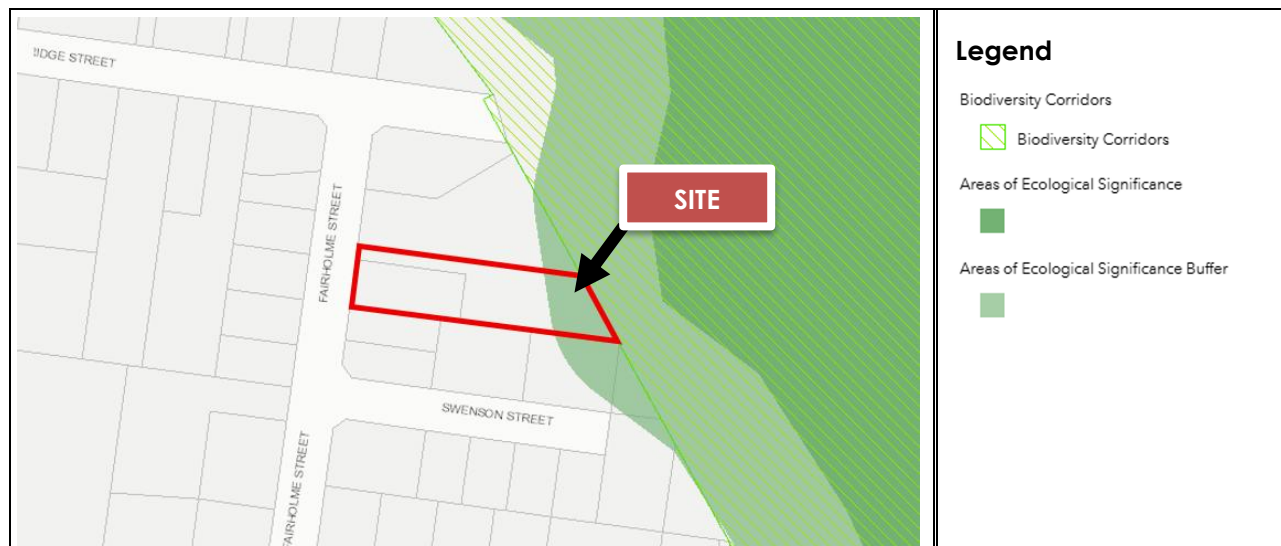 STREET
SITE
FAIRHOLME STREET
SWENSON STREET
FAIRHOLME STREET
Legend
Biodiversity Corridors
Biodiversity Corridors
Areas of Ecological Significance
Areas of Ecological Significance Buffer